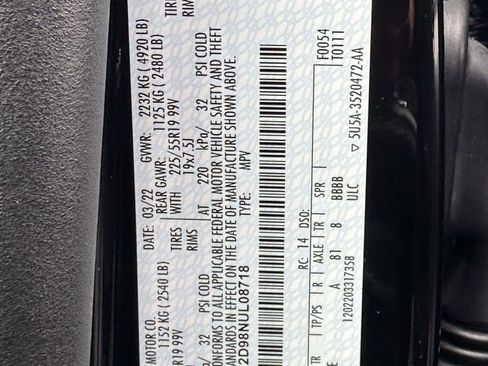 MOTOR CO.
DATE: 03/22 GVWR: 2232 KG ( 4920 LB)
1152 KG (2540 LB) REAR GAWR: 1125 KG ( 2480 LB)
R19 99V TIRES WITH 225/55R19 99V TIRES
RIMS 19x7.5J RIM
32 PSI COLD AT 220 kPa/ 32 PSI COLD
CONFORMS TO ALL APPLICABLE FEDERAL MOTOR VEHICLE SAFETY AND THEFT
STANDARDS IN EFFECT ON THE DATE OF MANUFACTURE SHOWN ABOVE.
2D98NUL08718 TYPE: MPV
F0054
T0111
RC: 14 DSO:
TR TP/PS R AXLE TR SPR
A 81 8 BBBB
E 1202203317358 ULC ▽ 5U5A-3520472-AA